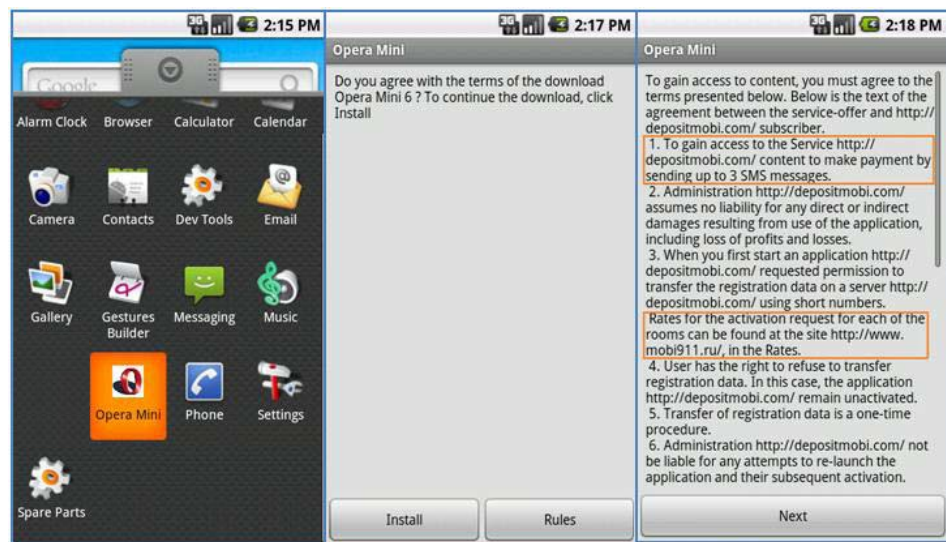 3G 2:15 PM
Google
Alarm Clock Browser Calculator Calendar
Camera Contacts Dev Tools Email
Gallery Gestures Messaging Music
Builder
Opera Mini Phone Settings
Spare Parts
3G 2:17 PM
Opera Mini
Do you agree with the terms of the download
Opera Mini 6 ? To continue the download, click
Install
Install Rules
3G 2:18 PM
Opera Mini
To gain access to content, you must agree to the
terms presented below. Below is the text of the
agreement between the service-offer and http://
depositmobi.com/ subscriber.
1. To gain access to the Service http://
depositmobi.com/ content to make payment by
sending up to 3 SMS messages.
2. Administration http://depositmobi.com/
assumes no liability for any direct or indirect
damages resulting from use of the application,
including loss of profits and losses.
3. When you first start an application http://
depositmobi.com/ requested permission to
transfer the registration data on a server http://
depositmobi.com/ using short numbers.
Rates for the activation request for each of the
rooms can be found at the site http://www.
mobi911.ru/, in the Rates.
4. User has the right to refuse to transfer
registration data. In this case, the application
http://depositmobi.com/ remain unactivated.
5. Transfer of registration data is a one-time
procedure.
6. Administration http://depositmobi.com/ not
be liable for any attempts to re-launch the
application and their subsequent activation.
Next